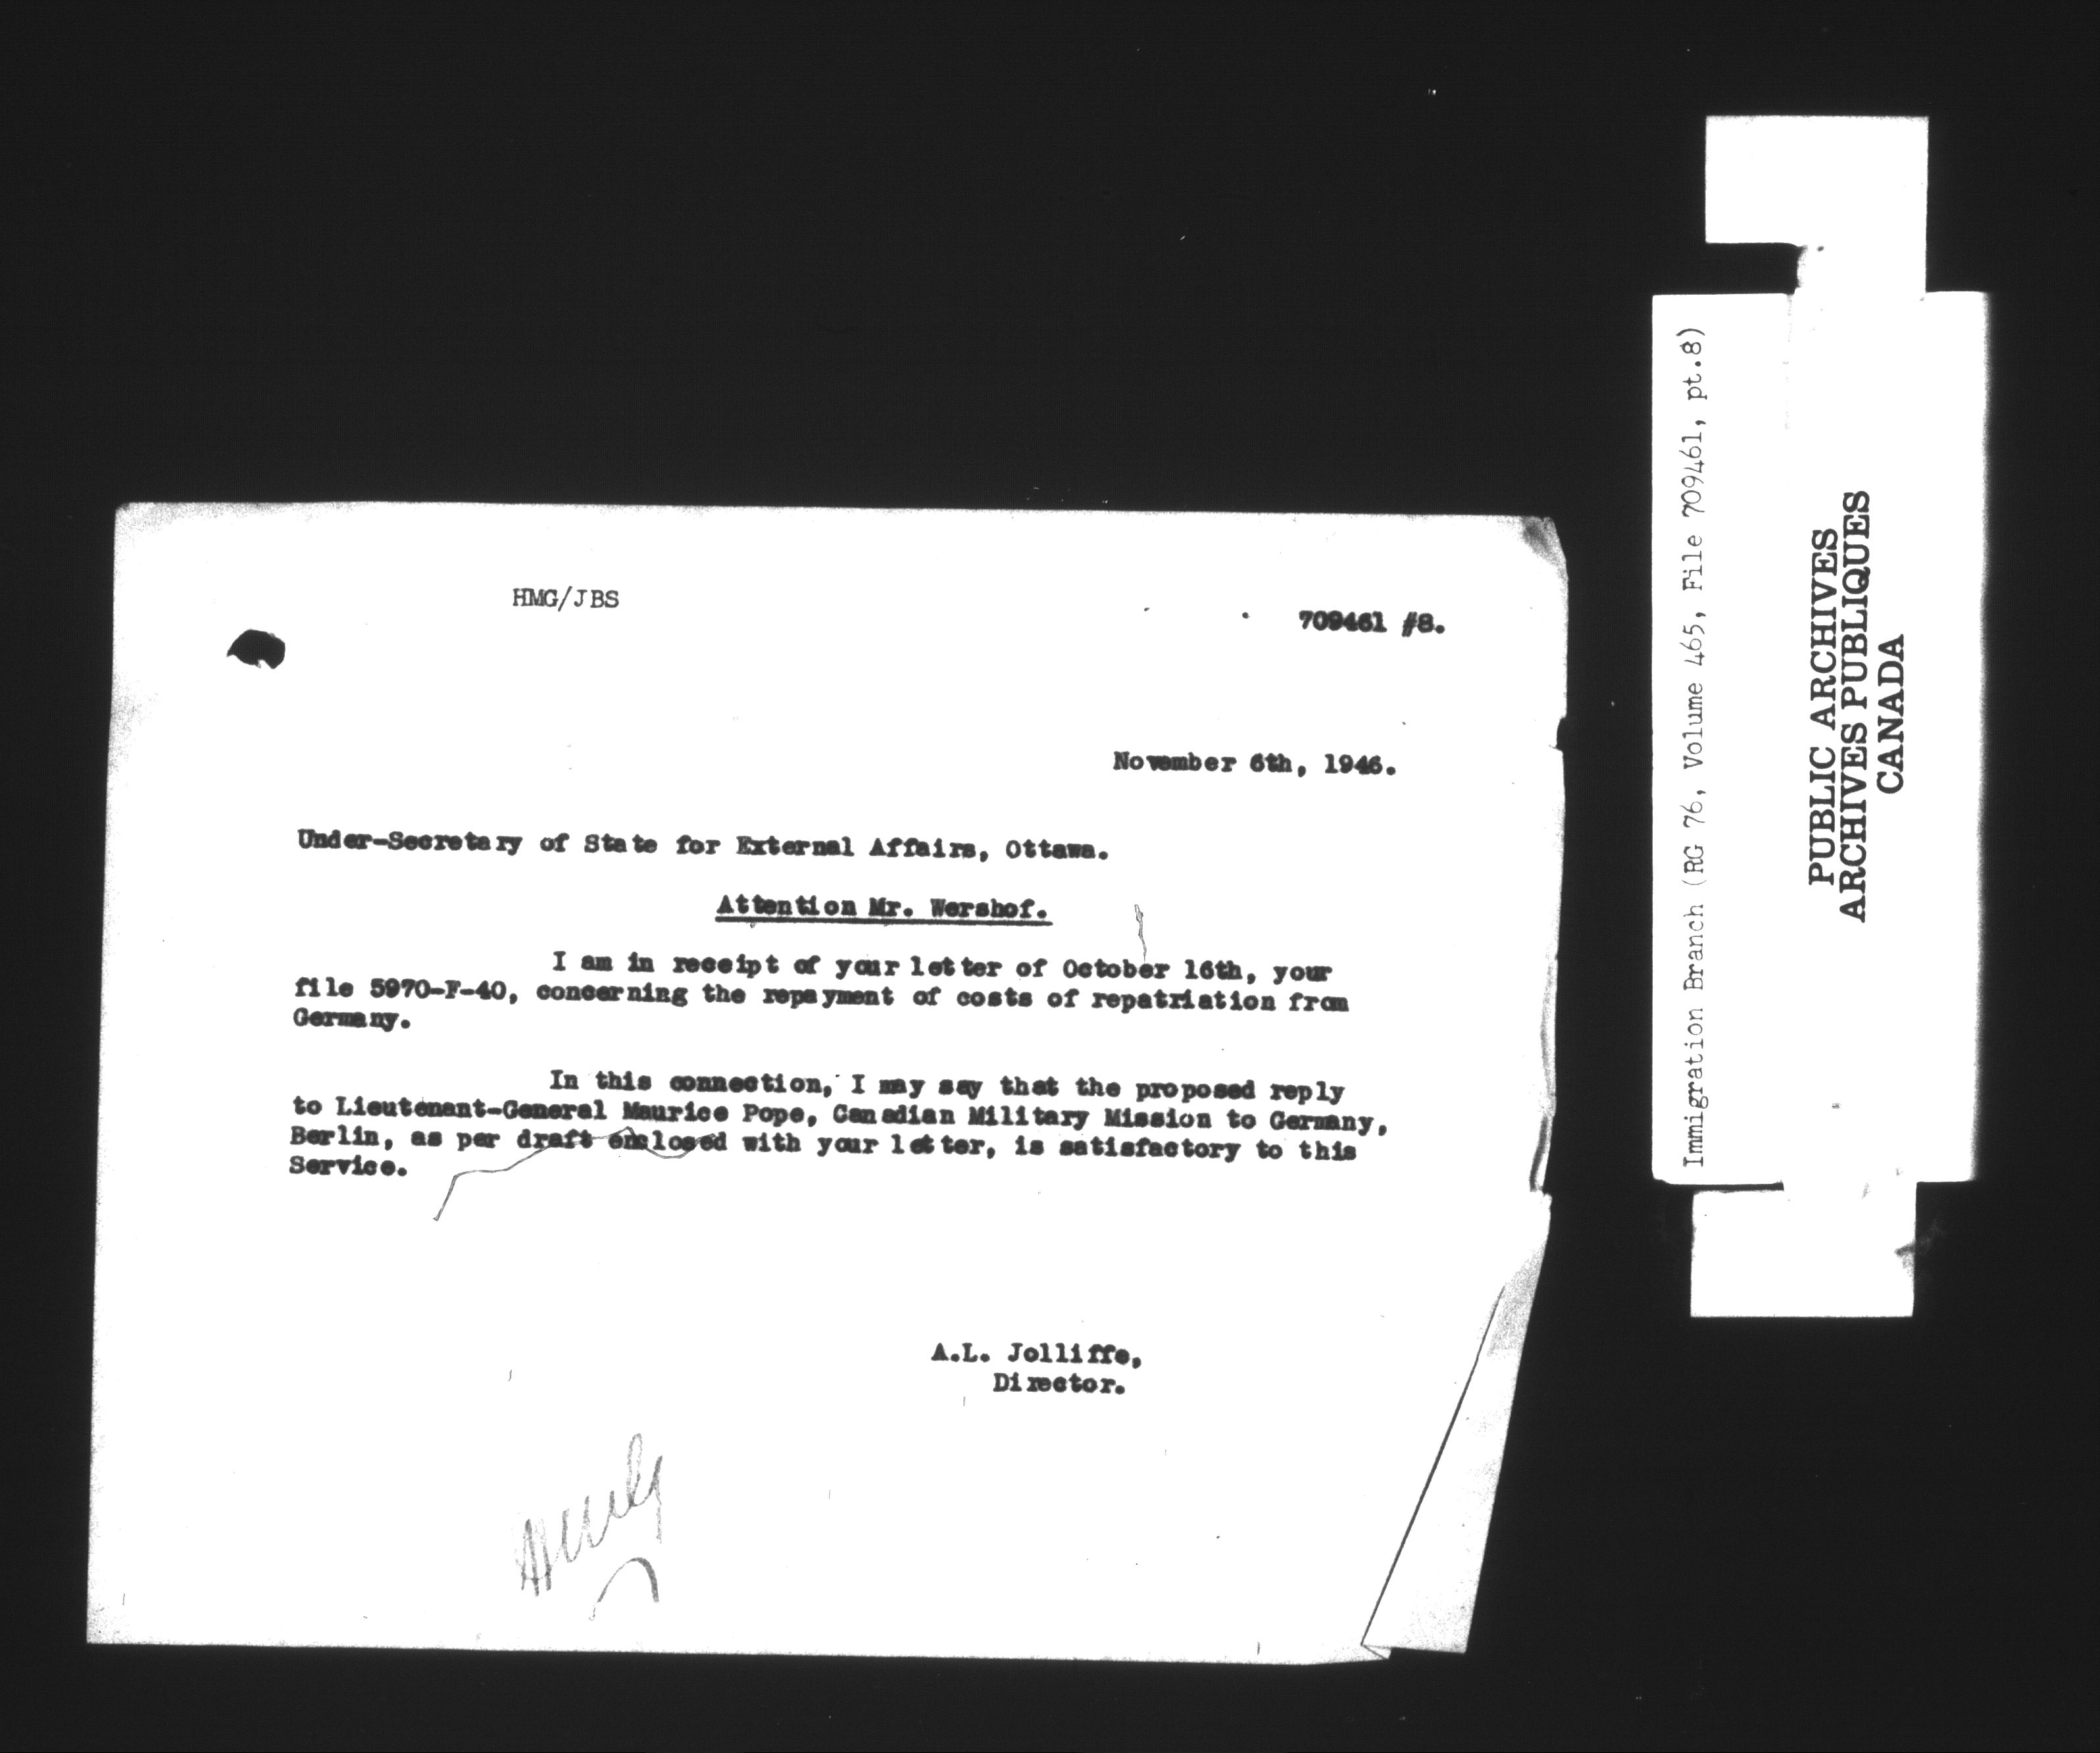 HMG/JBS
709461 #8.
November 6th, 1946.
Under-Secretary of State for External Affairs, Ottawa.
Attention Mr. Wershof.
I am in receipt of your letter of October 16th, your
file 5970-F-40, concerning the repayment of costs of repatriation from
Germany.
In this connection, I may say that the proposed reply
to Lieutenant-General Maurice Pope, Canadian Military Mission to Germany,
Berlin, as per draft enclosed with your letter, is satisfactory to this
Service.
A.L. Jolliffe,
Director.
Immigration Branch (RG 76, Volume 465, File 709461, pt.8)
PUBLIC ARCHIVES
ARCHIVES PUBLIQUES
CANADA